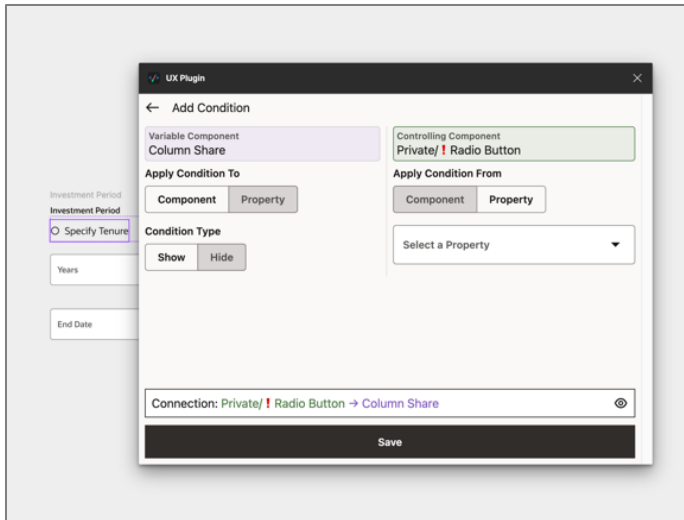 UX Plugin
Add Condition
Variable Component
Column Share
Controlling Component
Private/❗ Radio Button
Apply Condition To
Component Property
Apply Condition From
Component Property
Condition Type
Show Hide
Select a Property
Investment Period
Investment Period
Specify Tenure
Years
End Date
Connection: Private/❗ Radio Button → Column Share
Save